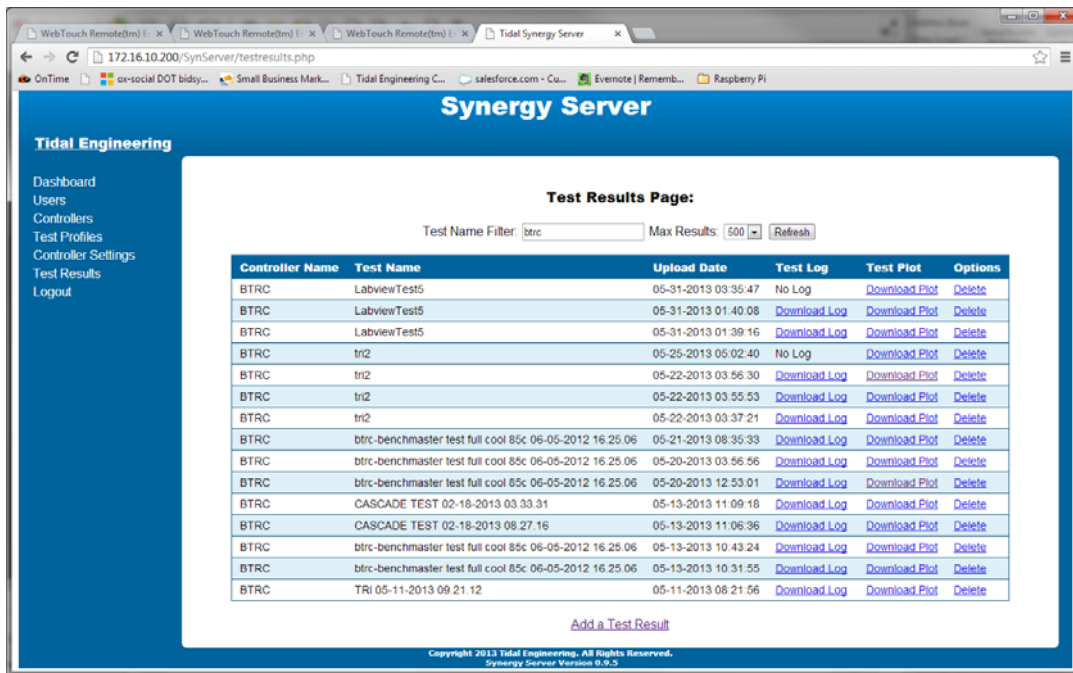 WebTouch Remote(tm) E WebTouch Remote(tm) E WebTouch Remote(tm) E Tidal Synergy Server
172.16.10.200/SynServer/testresults.php
OnTime ox-social DOT bidsy... Small Business Mark... Tidal Engineering C... salesforce.com - Cu... Evernote | Rememb... Raspberry Pi
Synergy Server
Tidal Engineering
Dashboard
Users
Controllers
Test Profiles
Controller Settings
Test Results
Logout
Test Results Page:
Test Name Filter: btrc Max Results: 500 Refresh
Controller Name Test Name Upload Date Test Log Test Plot Options
BTRC LabviewTest5 05-31-2013 03:35:47 No Log Download Plot Delete
BTRC LabviewTest5 05-31-2013 01:40:08 Download Log Download Plot Delete
BTRC LabviewTest5 05-31-2013 01:39:16 Download Log Download Plot Delete
BTRC tri2 05-25-2013 05:02:40 No Log Download Plot Delete
BTRC tri2 05-22-2013 03:56:30 Download Log Download Plot Delete
BTRC tri2 05-22-2013 03:55:53 Download Log Download Plot Delete
BTRC tri2 05-22-2013 03:37:21 Download Log Download Plot Delete
BTRC btrc-benchmaster test full cool 85c 06-05-2012 16.25.06 05-21-2013 08:35:33 Download Log Download Plot Delete
BTRC btrc-benchmaster test full cool 85c 06-05-2012 16.25.06 05-20-2013 03:56:56 Download Log Download Plot Delete
BTRC btrc-benchmaster test full cool 85c 06-05-2012 16.25.06 05-20-2013 12:53:01 Download Log Download Plot Delete
BTRC CASCADE TEST 02-18-2013 03.33.31 05-13-2013 11:09:18 Download Log Download Plot Delete
BTRC CASCADE TEST 02-18-2013 08.27.16 05-13-2013 11:06:36 Download Log Download Plot Delete
BTRC btrc-benchmaster test full cool 85c 06-05-2012 16.25.06 05-13-2013 10:43:24 Download Log Download Plot Delete
BTRC btrc-benchmaster test full cool 85c 06-05-2012 16.25.06 05-13-2013 10:31:55 Download Log Download Plot Delete
BTRC TRI 05-11-2013 09.21.12 05-11-2013 08:21:56 Download Log Download Plot Delete
Add a Test Result
Copyright 2013 Tidal Engineering. All Rights Reserved.
Synergy Server Version 0.9.5